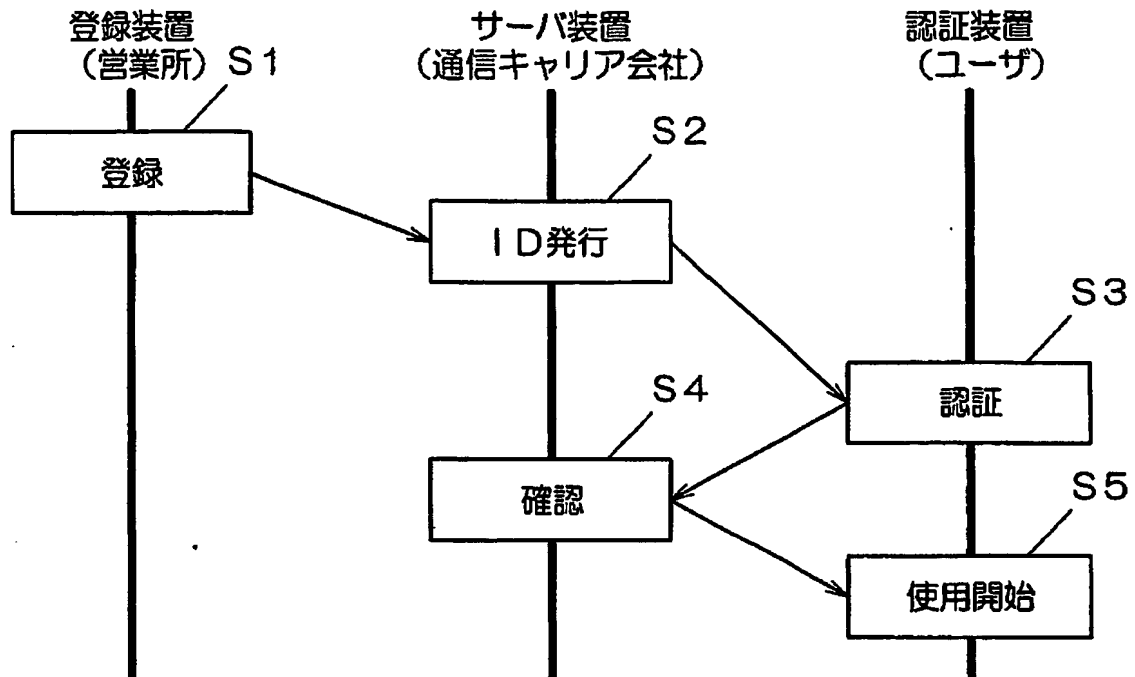 登録装置
(営業所)
サーバ装置
(通信キャリア会社)
認証装置
(ユーザ)
S1
登録
S2
ID発行
S3
認証
S4
確認
S5
使用開始